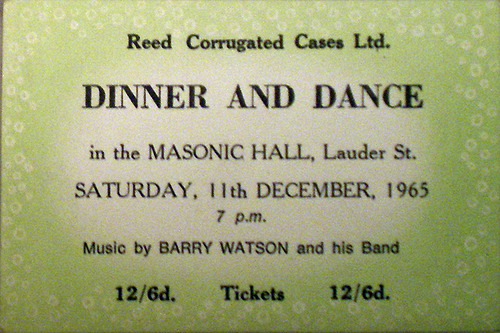 Reed Corrugated Cases Ltd.
DINNER AND DANCE
in the MASONIC HALL, Lauder St.
SATURDAY, 11th DECEMBER, 1965
7 p.m.
Music by BARRY WATSON and his Band
12/6d. Tickets 12/6d.